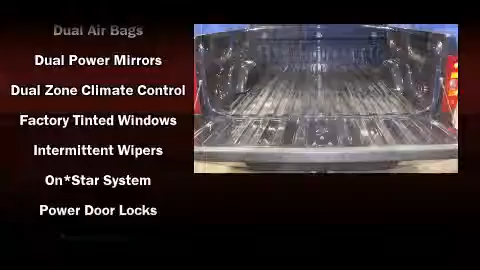 Dual Air Bags
Dual Power Mirrors
Dual Zone Climate Control
Factory Tinted Windows
Intermittent Wipers
On*Star System
Power Door Locks